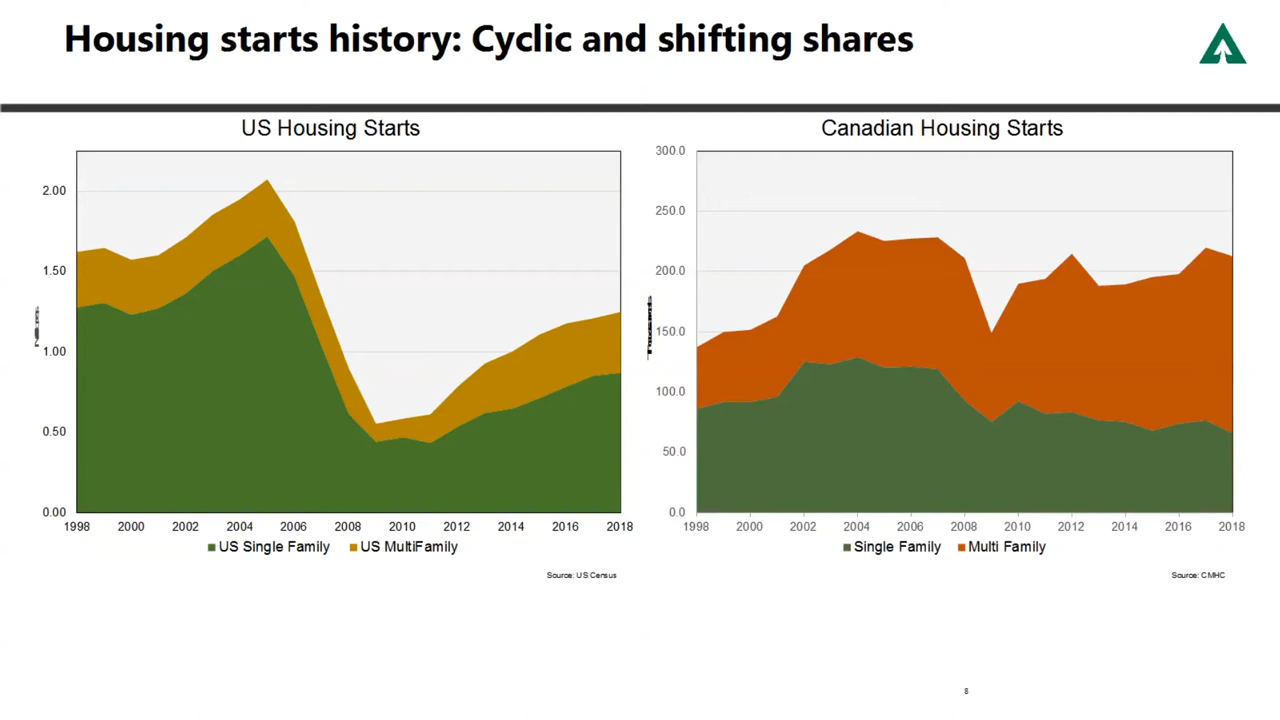 Housing starts history: Cyclic and shifting shares
US Housing Starts
2.00
1.50
1.00
0.50
0.00
1998 2000 2002 2004 2006 2008 2010 2012 2014 2016 2018
US Single Family US MultiFamily
Source: US Census
Canadian Housing Starts
300.0
250.0
200.0
150.0
100.0
50.0
0.0
1998 2000 2002 2004 2006 2008 2010 2012 2014 2016 2018
Single Family Multi Family
Source: CMHC
8